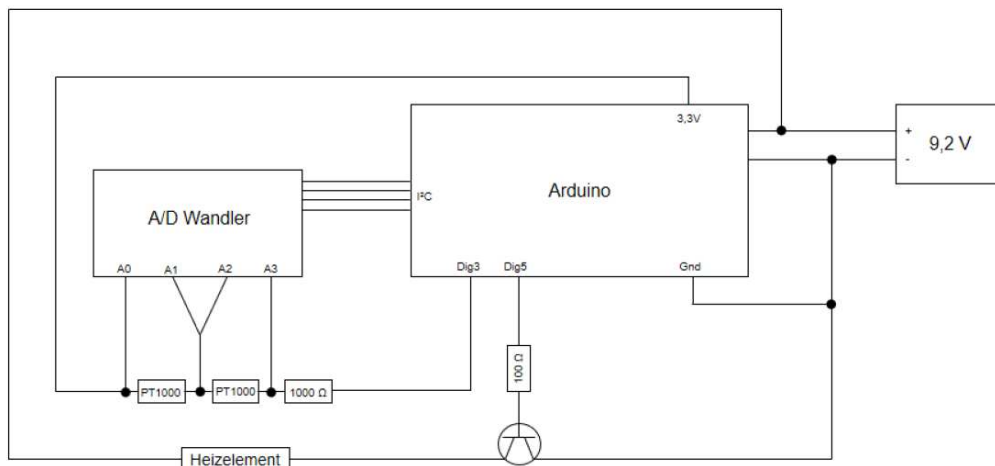 3,3V
+
9,2 V
-
Arduino
I²C
A/D Wandler
A0 A1 A2 A3
Dig3 Dig5 Gnd
100 Ω
PT1000 PT1000 1000 Ω
Heizelement